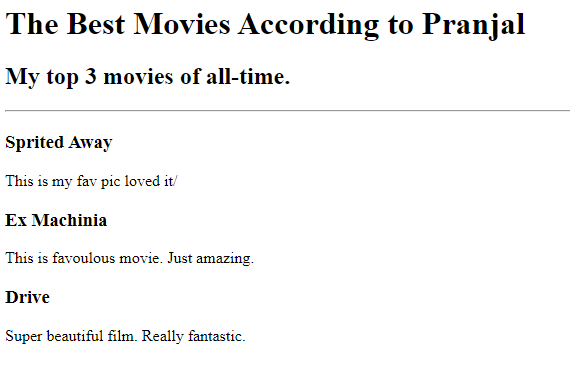 The Best Movies According to Pranjal
My top 3 movies of all-time.
Sprited Away
This is my fav pic loved it/
Ex Machinia
This is favoulous movie. Just amazing.
Drive
Super beautiful film. Really fantastic.